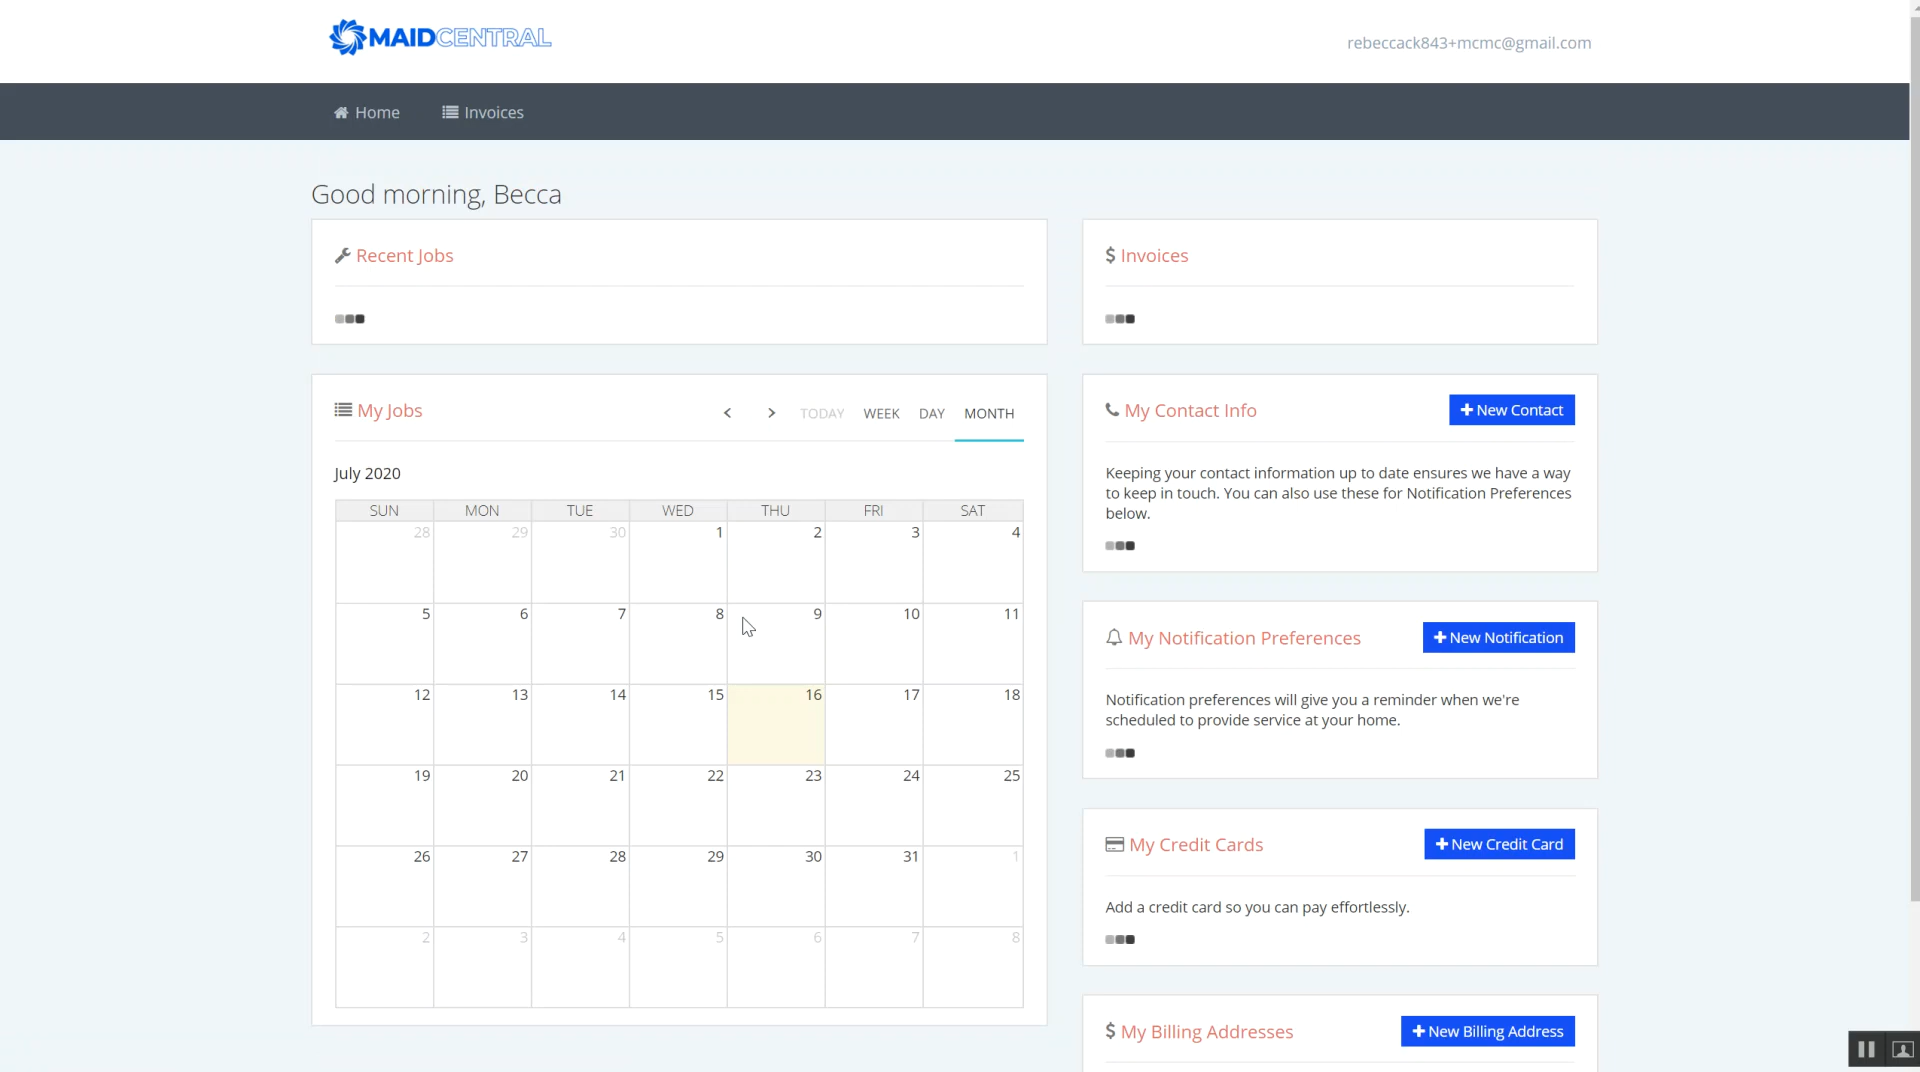 MAIDCENTRAL
rebeccack843+mcmc@gmail.com
Home Invoices
Good morning, Becca
Recent Jobs
$ Invoices
My Jobs
TODAY WEEK DAY MONTH
July 2020
SUN MON TUE WED THU FRI SAT
28 29 30 1 2 3 4
5 6 7 8 9 10 11
12 13 14 15 16 17 18
19 20 21 22 23 24 25
26 27 28 29 30 31 1
2 3 4 5 6 7 8
My Contact Info
+ New Contact
Keeping your contact information up to date ensures we have a way
to keep in touch. You can also use these for Notification Preferences
below.
My Notification Preferences
+ New Notification
Notification preferences will give you a reminder when we're
scheduled to provide service at your home.
My Credit Cards
+ New Credit Card
Add a credit card so you can pay effortlessly.
$ My Billing Addresses
+ New Billing Address